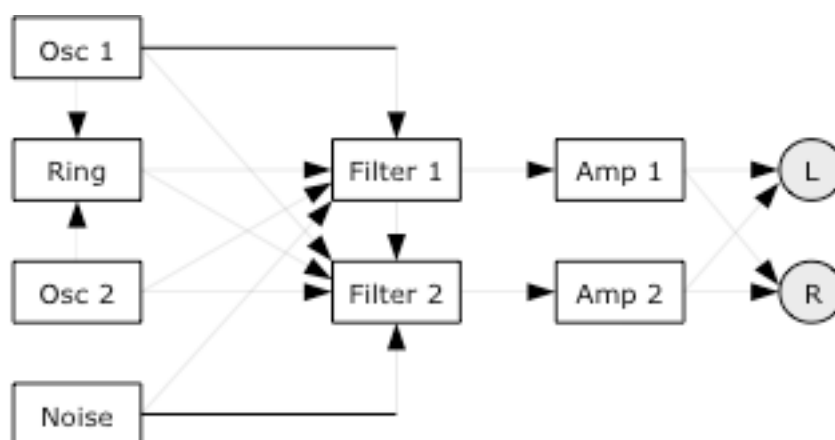 Osc 1
Ring
Filter 1
Amp 1
L
Osc 2
Filter 2
Amp 2
R
Noise